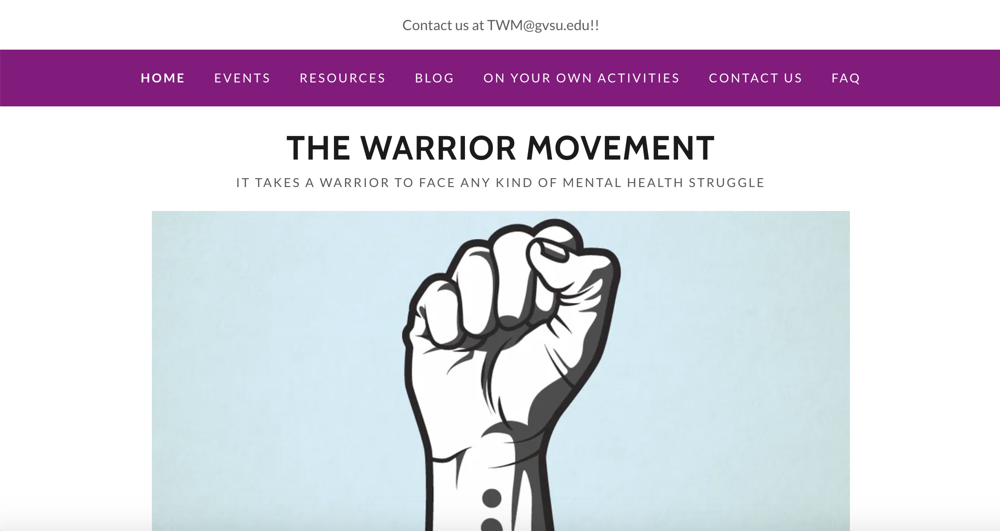 Contact us at TWM@gvsu.edu!!
HOME EVENTS RESOURCES BLOG ON YOUR OWN ACTIVITIES CONTACT US FAQ
THE WARRIOR MOVEMENT
IT TAKES A WARRIOR TO FACE ANY KIND OF MENTAL HEALTH STRUGGLE